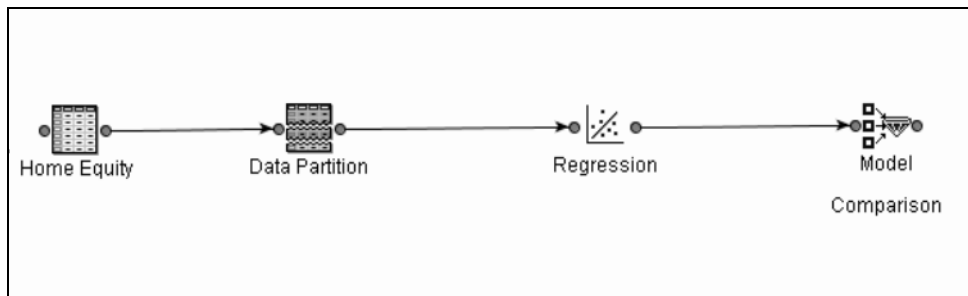 Home Equity
Data Partition
Regression
Model
Comparison